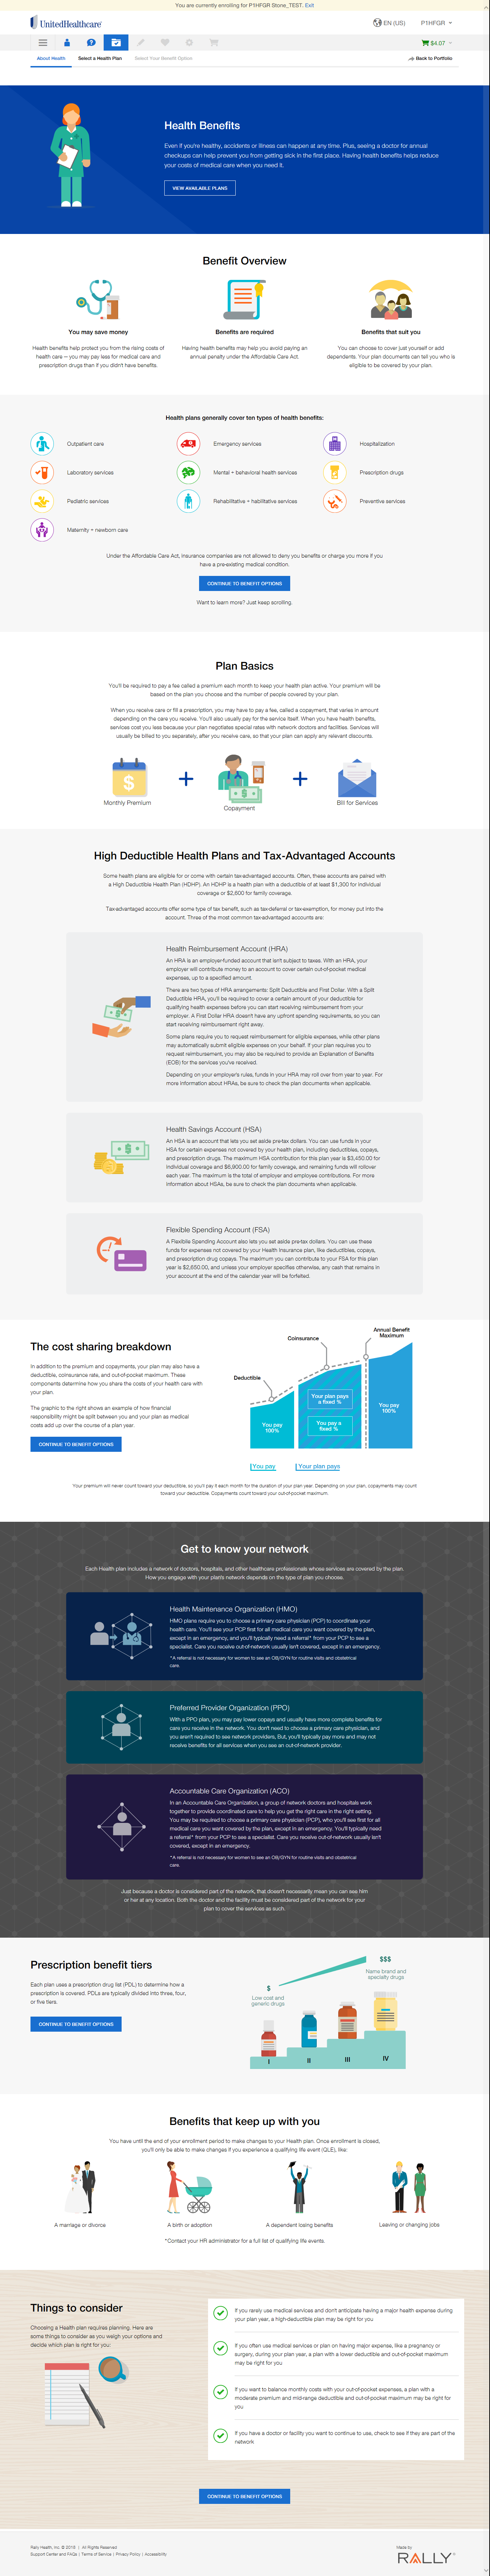 You are currently enrolling for P1HFGR Store_TEST. Exit
UnitedHealthcare
EN (US)
P1HFGR
$4.07
About Health
Select a Health Plan
Select Your Benefit Option
Back to Portfolio
Health Benefits
Even if you're healthy, accidents or illness can happen at any time. Plus, seeing a doctor for annual
checkups can help prevent you from getting sick in the first place. Having health benefits helps reduce
your costs of medical care when you need it.
VIEW AVAILABLE PLANS
Benefit Overview
You may save money
Health benefits help protect you from the rising costs of
health care — you may pay less for medical care and
prescription drugs than if you didn't have benefits.
Benefits are required
Having health benefits may help you avoid paying an
annual penalty under the Affordable Care Act.
Benefits that suit you
You can choose to cover just yourself or add
dependents. Your plan documents can tell you who is
eligible to be covered by your plan.
Health plans generally cover ten types of health benefits:
Outpatient care
Emergency services
Hospitalization
Laboratory services
Mental + behavioral health services
Prescription drugs
Pediatric services
Rehabilitative + habilitative services
Preventive services
Maternity + newborn care
Under the Affordable Care Act, insurance companies are not allowed to deny you benefits or charge you more if you
have a pre-existing medical condition.
CONTINUE TO BENEFIT OPTIONS
Want to learn more? Just keep scrolling.
Plan Basics
You'll be required to pay a fee called a premium each month to keep your health plan active. Your premium will be
based on the plan you choose and the number of people covered by your plan.
When you receive care or fill a prescription, you may have to pay a fee, called a copayment, that varies in amount
depending on the care you receive. You'll also usually pay for the service itself. When you have health benefits,
services cost you less because your plan negotiates special rates with network doctors and facilities. Services will
usually be billed to you separately, after you receive care, so that your plan can apply any relevant discounts.
Monthly Premium
Copayment
Bill for Services
High Deductible Health Plans and Tax-Advantaged Accounts
Some health plans are eligible for or come with certain tax-advantaged accounts. Often, these accounts are paired with
a High Deductible Health Plan (HDHP). An HDHP is a health plan with a deductible of at least $1,300 for individual
coverage or $2,600 for family coverage.
Tax-advantaged accounts offer some type of tax benefit, such as tax-deferral or tax-exemption, for money put into the
account. Three of the most common tax-advantaged accounts are:
Health Reimbursement Account (HRA)
An HRA is an employer-funded account that isn't subject to taxes. With an HRA, your
employer will contribute money to an account to cover certain out-of-pocket medical
expenses, up to a specified amount.
There are two types of HRA arrangements: Split Deductible and First Dollar. With a Split
Deductible HRA, you'll be required to cover a certain amount of your deductible for
qualifying health expenses before you can start receiving reimbursement from your
employer. A First Dollar HRA doesn't have any upfront spending requirements, so you can
start receiving reimbursement right away.
Some plans require you to request reimbursement for eligible expenses, while other plans
may automatically submit eligible expenses on your behalf. If your plan requires you to
request reimbursement, you may also be required to provide an Explanation of Benefits
(EOB) for the services you've received.
Depending on your employer's rules, funds in your HRA may roll over from year to year. For
more information about HRAs, be sure to check the plan documents when applicable.
Health Savings Account (HSA)
An HSA is an account that lets you set aside pre-tax dollars. You can use funds in your
HSA for certain expenses not covered by your health plan, including deductibles, copays,
and prescription drugs. The maximum HSA contribution for this plan year is $3,450.00 for
individual coverage and $6,900.00 for family coverage, and remaining funds will rollover
each year. The maximum is the total of employer and employee contributions. For more
information about HSAs, be sure to check the plan documents when applicable.
Flexible Spending Account (FSA)
A Flexible Spending Account also lets you set aside pre-tax dollars. You can use these
funds for expenses not covered by your Health insurance plan, like deductibles, copays,
and prescription drug copays. The maximum you can contribute to your FSA for this plan
year is $2,650.00, and unless your employer specifies otherwise, any cash that remains in
your account at the end of the calendar year will be forfeited.
The cost sharing breakdown
In addition to the premium and copayments, your plan may also have a
deductible, coinsurance rate, and out-of-pocket maximum. These
components determine how you share the costs of your health care with
your plan.
The graphic to the right shows an example of how financial
responsibility might be split between you and your plan as medical
costs add up over the course of a plan year.
CONTINUE TO BENEFIT OPTIONS
Deductible
Coinsurance
Annual Benefit
Maximum
You pay
100%
Your plan pays
a fixed %
You pay a
fixed %
You pay
100%
You pay
Your plan pays
Your premium will never count toward your deductible, so you'll pay it each month for the duration of your plan year. Depending on your plan, copayments may count
toward your deductible. Copayments count toward your out-of-pocket maximum.
Get to know your network
Each Health plan includes a network of doctors, hospitals, and other healthcare professionals whose services are covered by the plan.
How you engage with your plan's network depends on the type of plan you choose.
Health Maintenance Organization (HMO)
HMO plans require you to choose a primary care physician (PCP) to coordinate your
health care. You'll see your PCP first for all medical care you want covered by the plan,
except in an emergency, and you'll typically need a referral* from your PCP to see a
specialist. Care you receive out-of-network usually isn't covered, except in an emergency.
*A referral is not necessary for women to see an OB/GYN for routine visits and obstetrical
care.
Preferred Provider Organization (PPO)
With a PPO plan, you may pay lower copays and usually have more complete benefits for
care you receive in the network. You don't need to choose a primary care physician, and
you aren't required to see network providers, But, you'll typically pay more and may not
receive benefits for all services when you see an out-of-network provider.
Accountable Care Organization (ACO)
In an Accountable Care Organization, a group of network doctors and hospitals work
together to provide coordinated care to help you get the right care in the right setting.
You may be required to choose a primary care physician (PCP), who you'll see first for all
medical care you want covered by the plan, except in an emergency. You'll typically need
a referral* from your PCP to see a specialist. Care you receive out-of-network usually isn't
covered, except in an emergency.
*A referral is not necessary for women to see an OB/GYN for routine visits and obstetrical
care.
Just because a doctor is considered part of the network, that doesn't necessarily mean you can see him
or her at any location. Both the doctor and the facility must be considered part of the network for your
plan to cover the services as such.
Prescription benefit tiers
Each plan uses a prescription drug list (PDL) to determine how a
prescription is covered. PDLs are typically divided into three, four,
or five tiers.
CONTINUE TO BENEFIT OPTIONS
$
Low cost and
generic drugs
$$$
Name brand and
specialty drugs
I
II
III
IV
Benefits that keep up with you
You have until the end of your enrollment period to make changes to your Health plan. Once enrollment is closed,
you'll only be able to make changes if you experience a qualifying life event (QLE), like:
A marriage or divorce
A birth or adoption
A dependent losing benefits
Leaving or changing jobs
*Contact your HR administrator for a full list of qualifying life events.
Things to consider
Choosing a Health plan requires planning. Here are
some things to consider as you weigh your options and
decide which plan is right for you:
If you rarely use medical services and don't anticipate having a major health expense during
your plan year, a high-deductible plan may be right for you
If you often use medical services or plan on having major expense, like a pregnancy or
surgery, during your plan year, a plan with a lower deductible and out-of-pocket maximum
may be right for you
If you want to balance monthly costs with your out-of-pocket expenses, a plan with a
moderate premium and mid-range deductible and out-of-pocket maximum may be right for
you
If you have a doctor or facility you want to continue to use, check to see if they are part of the
network
CONTINUE TO BENEFIT OPTIONS
Rally Health, Inc. © 2018 | All Rights Reserved
Support Center and FAQs | Terms of Service | Privacy Policy | Accessibility
Made by
RALLY